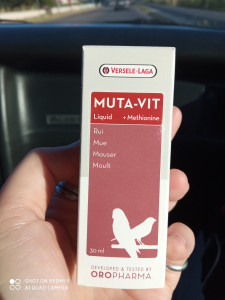 VERSELE-LAGA
MUTA-VIT
Liquid + Methionine
Rui
Mue
Mauser
Moult
30 ml
DEVELOPED & TESTED BY
OROPHARMA
SHOT ON REDMI 7
AI DUAL CAMERA